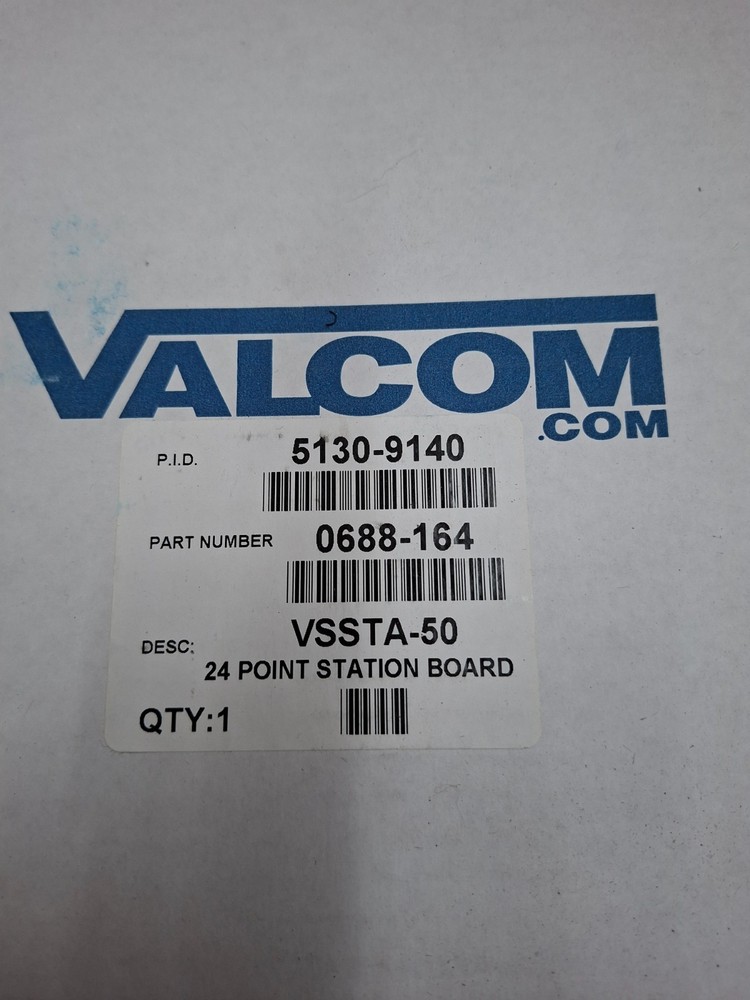 VALCOM
.COM
P.I.D. 5130-9140
PART NUMBER 0688-164
DESC: VSSTA-50
24 POINT STATION BOARD
QTY:1